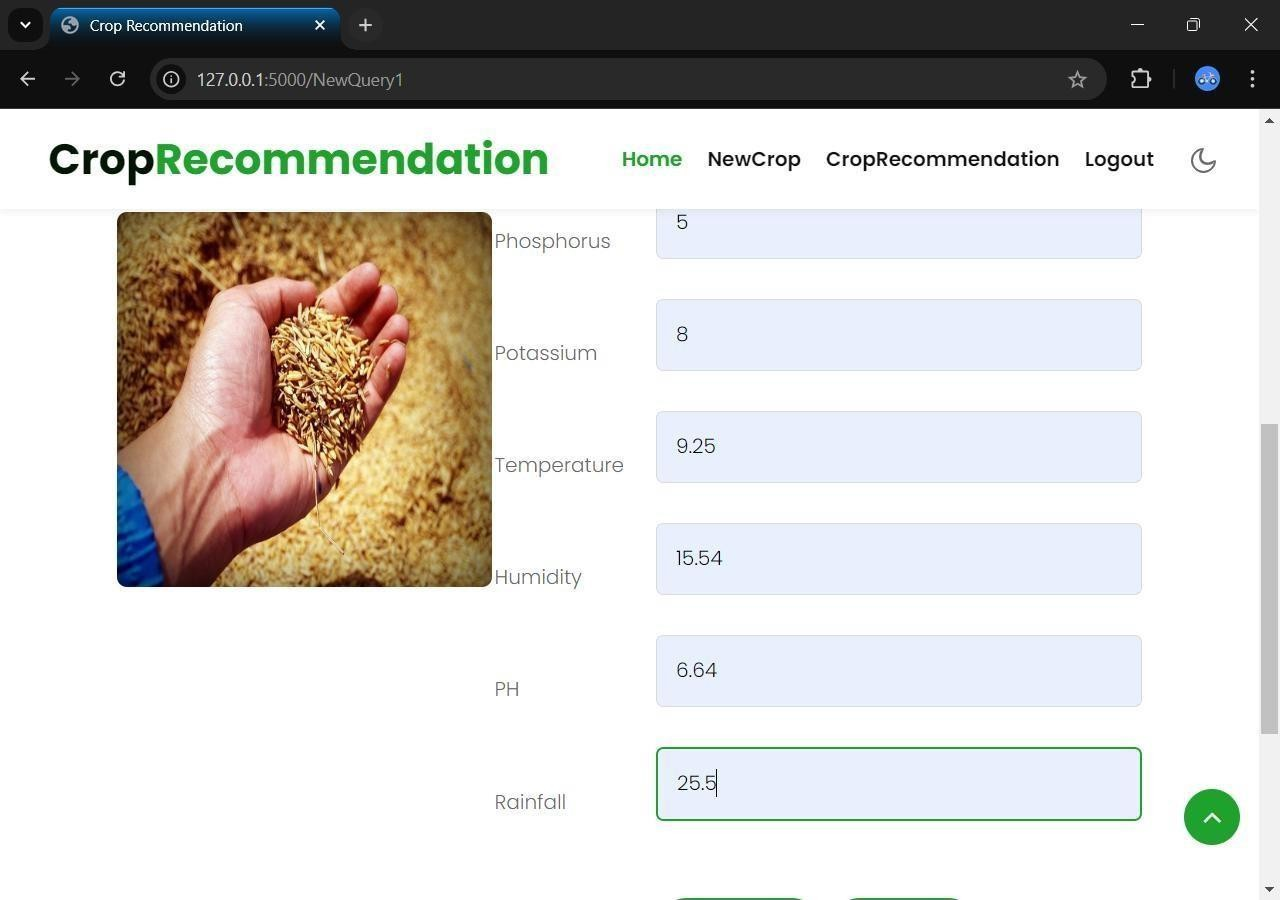 Crop Recommendation
127.0.0.1:5000/NewQuery1
CropRecommendation
Home NewCrop CropRecommendation Logout
Phosphorus 5
Potassium 8
Temperature 9.25
Humidity 15.54
PH 6.64
Rainfall 25.5